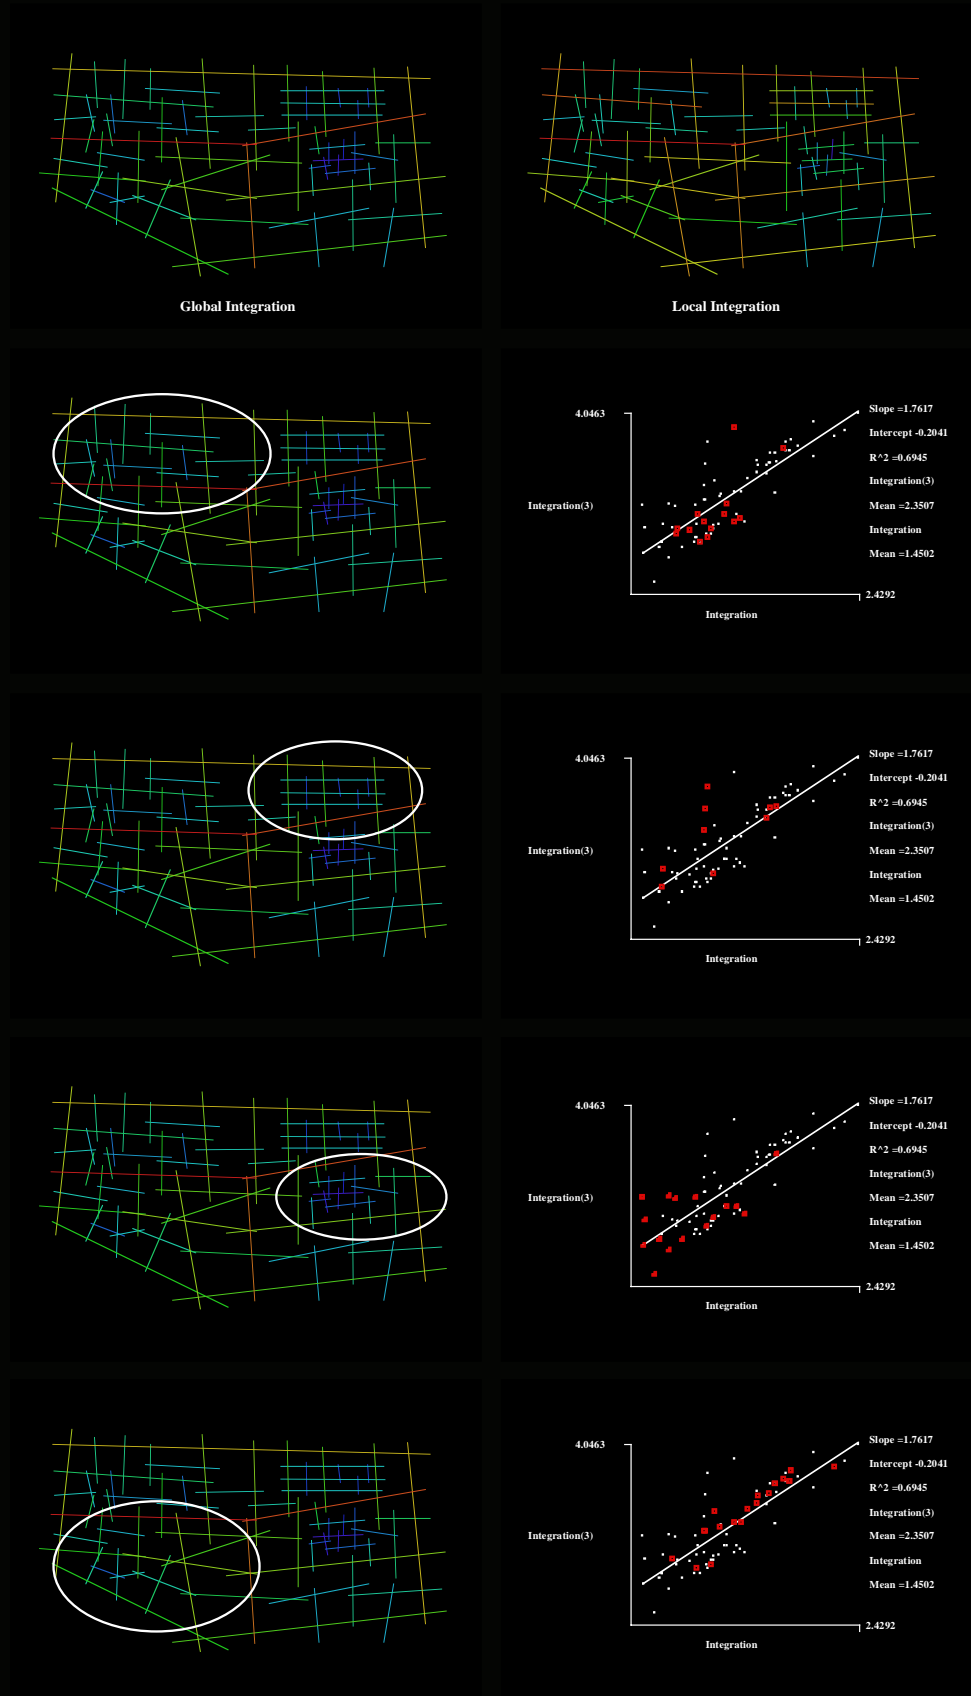 Global Integration
Local Integration
4.0463
Slope =1.7617
Intercept -0.2041
R^2 =0.6945
Integration(3)
Integration(3)
Mean =2.3507
Integration
Mean =1.4502
2.4292
Integration
4.0463
Slope =1.7617
Intercept -0.2041
R^2 =0.6945
Integration(3)
Integration(3)
Mean =2.3507
Integration
Mean =1.4502
2.4292
Integration
4.0463
Slope =1.7617
Intercept -0.2041
R^2 =0.6945
Integration(3)
Integration(3)
Mean =2.3507
Integration
Mean =1.4502
2.4292
Integration
4.0463
Slope =1.7617
Intercept -0.2041
R^2 =0.6945
Integration(3)
Integration(3)
Mean =2.3507
Integration
Mean =1.4502
2.4292
Integration